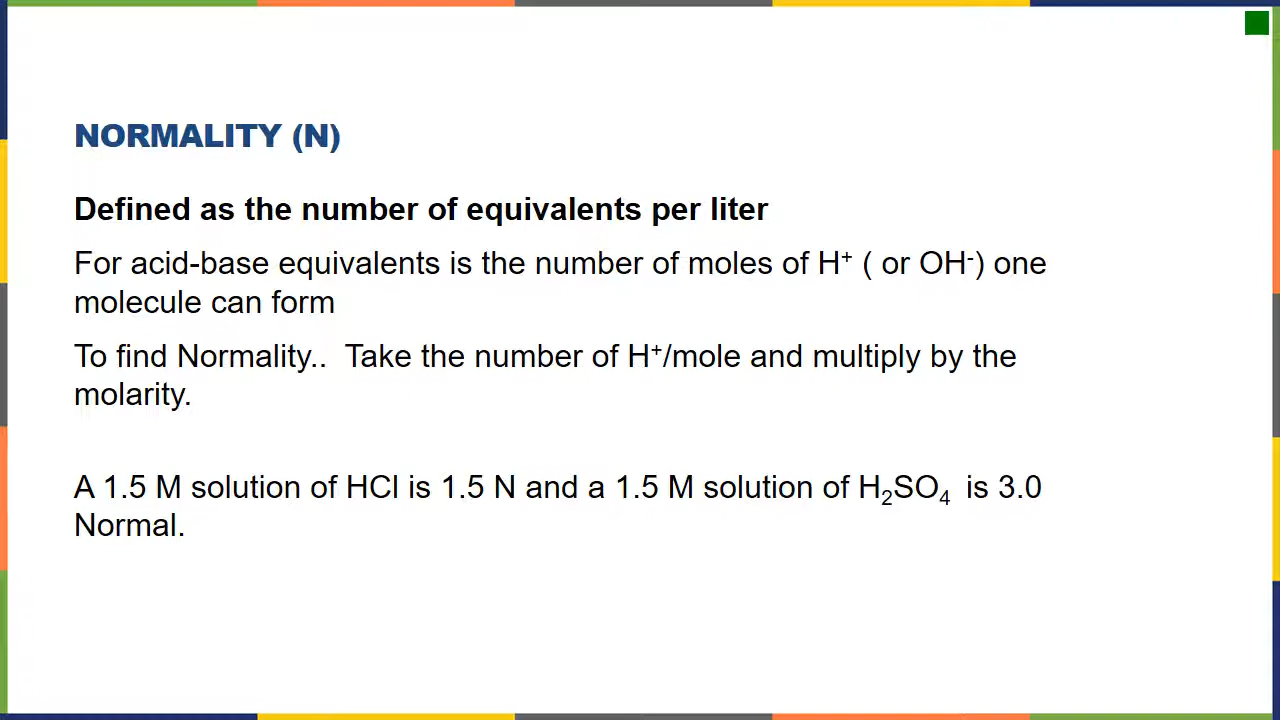 NORMALITY (N)
Defined as the number of equivalents per liter
For acid-base equivalents is the number of moles of H⁺ ( or OH⁻) one
molecule can form
To find Normality..  Take the number of H⁺/mole and multiply by the
molarity.
A 1.5 M solution of HCl is 1.5 N and a 1.5 M solution of H₂SO₄  is 3.0
Normal.